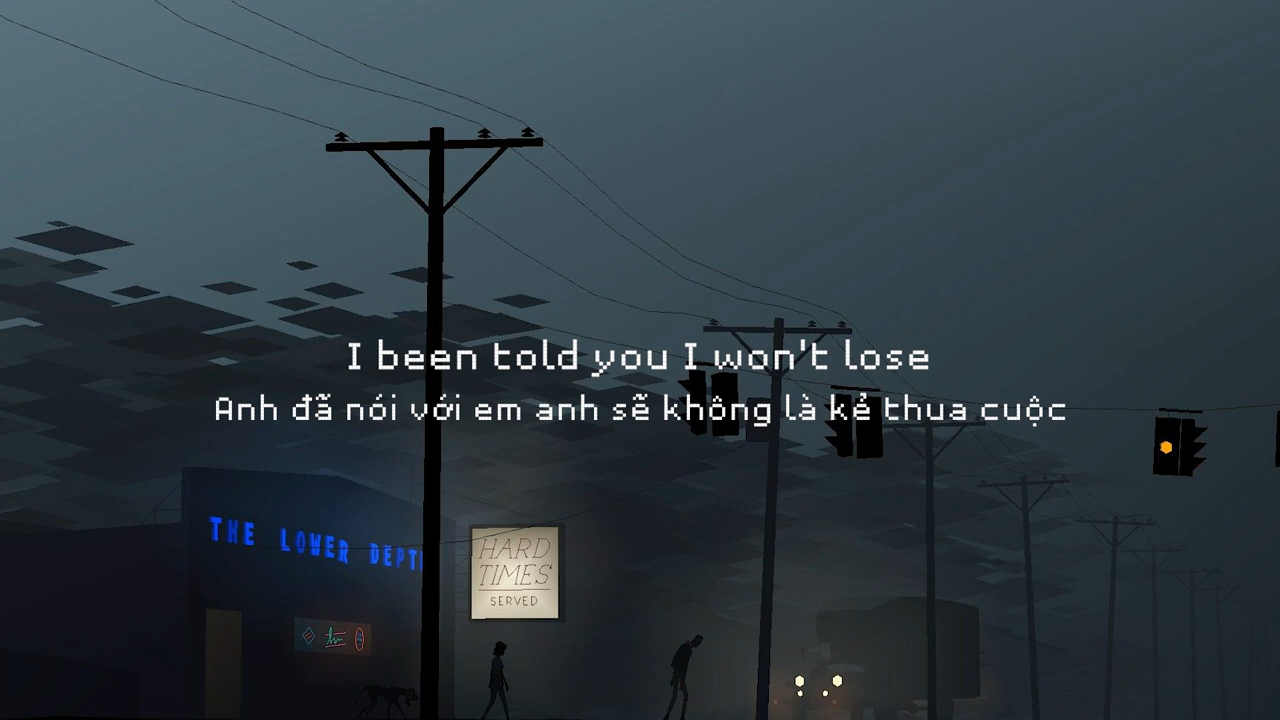 I been told you I won't lose
Anh đã nói với em anh sẽ không là kẻ thua cuộc
THE LOWER
HARD
TIMES
SERVED